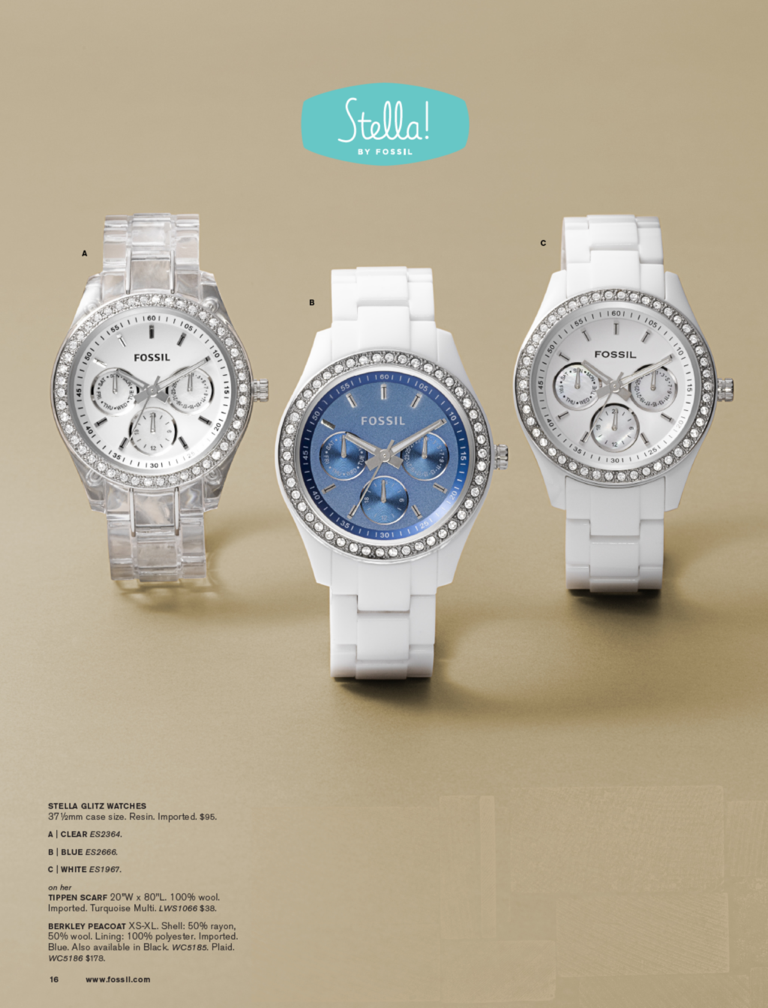 Stella!
BY FOSSIL
A
B
C
FOSSIL
FOSSIL
FOSSIL
STELLA GLITZ WATCHES
37 ½mm case size. Resin. Imported. $95.
A | CLEAR ES2364.
B | BLUE ES2666.
C | WHITE ES1967.
on her
TIPPEN SCARF 20"W x 80"L. 100% wool.
Imported. Turquoise Multi. LWS1066 $38.
BERKLEY PEACOAT XS-XL. Shell: 50% rayon,
50% wool. Lining: 100% polyester. Imported.
Blue. Also available in Black. WC5185. Plaid.
WC5186 $178.
16 www.fossil.com